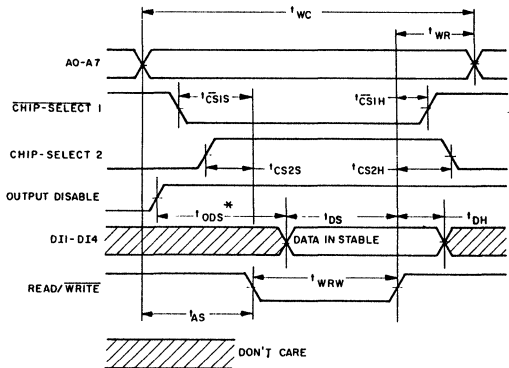 tWC
tWR
A0-A7
tCS1S
tCS1H
CHIP-SELECT 1
CHIP-SELECT 2
tCS2S
tCS2H
OUTPUT DISABLE
tODS*
tDS
tDH
DI1-DI4
DATA IN STABLE
READ/WRITE
tWRW
tAS
DON'T CARE